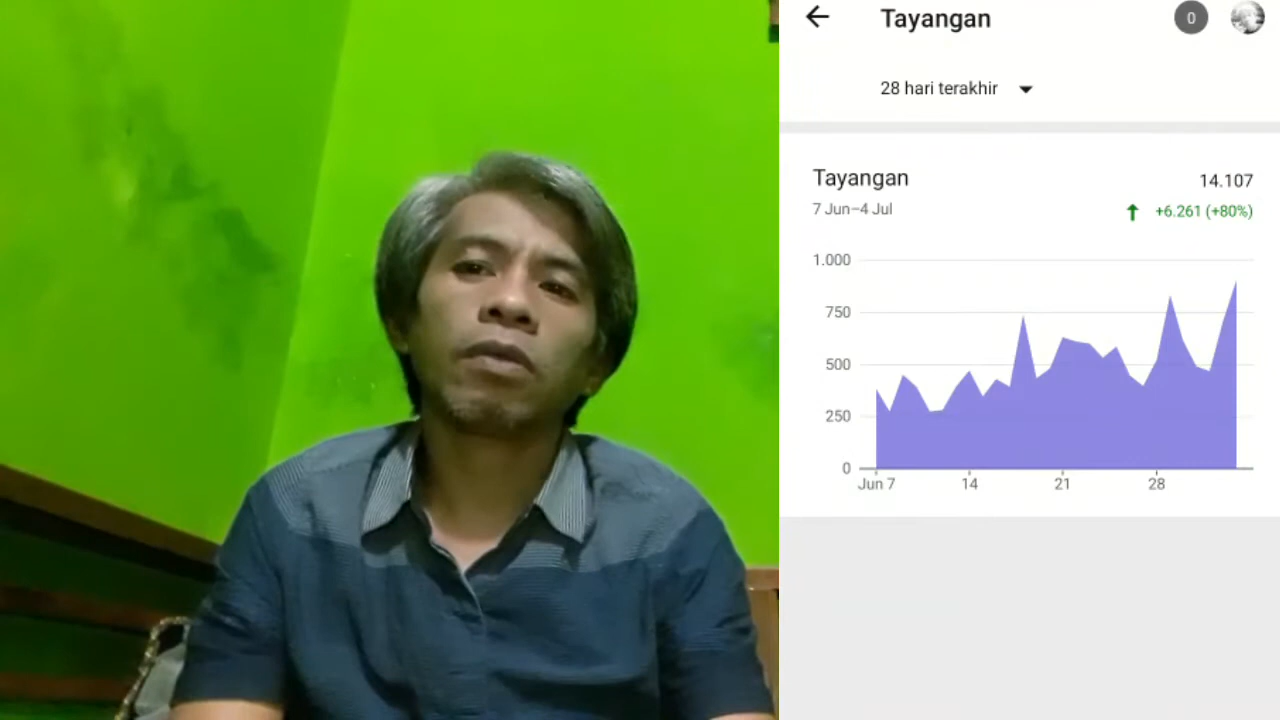 Tayangan
0
28 hari terakhir
Tayangan
14.107
7 Jun–4 Jul
+6.261 (+80%)
1.000
750
500
250
0
Jun 7
14
21
28